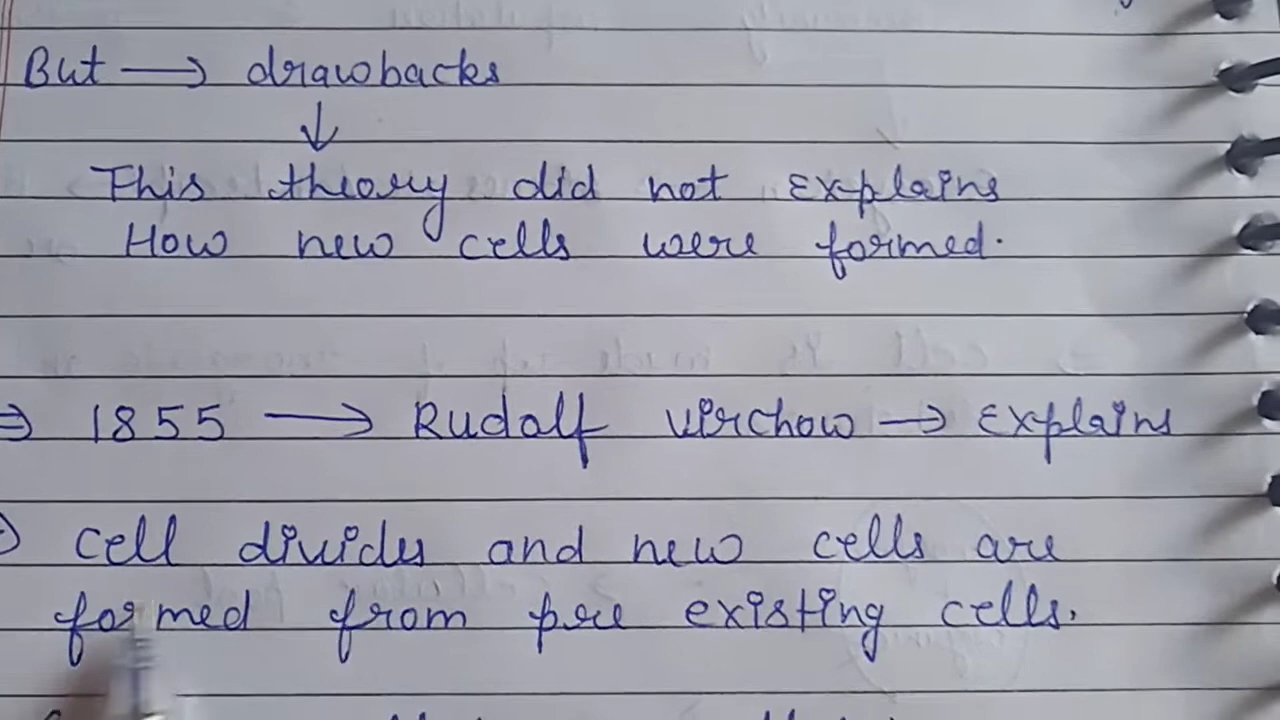 But → drawbacks
↓
This theory did not Explains
How new cells were formed.
⇒ 1855 → Rudolf Virchow → Explains
cell divides and new cells are
formed from pre existing cells.